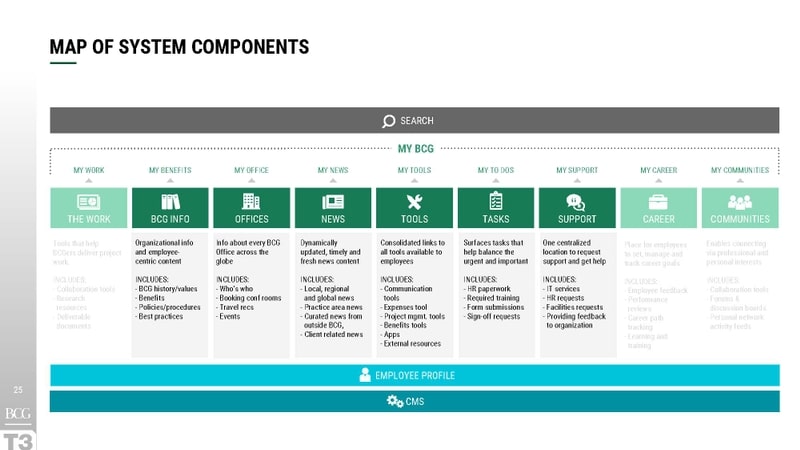 MAP OF SYSTEM COMPONENTS
SEARCH
MY BCG
MY WORK
MY BENEFITS
MY OFFICE
MY NEWS
MY TOOLS
MY TO DOS
MY SUPPORT
MY CAREER
MY COMMUNITIES
THE WORK
BCG INFO
OFFICES
NEWS
TOOLS
TASKS
SUPPORT
CAREER
COMMUNITIES
Tools that help
BCGers deliver project
work.
INCLUDES:
- Collaboration tools
- Research
resources
- Deliverable
documents
Organizational info
and employee-
centric content
INCLUDES:
- BCG history/values
- Benefits
- Policies/procedures
- Best practices
Info about every BCG
Office across the
globe
INCLUDES:
- Who's who
- Booking conf rooms
- Travel recs
- Events
Dynamically
updated, timely and
fresh news content
INCLUDES:
- Local, regional
and global news
- Practice area news
- Curated news from
outside BCG,
- Client related news
Consolidated links to
all tools available to
employees
INCLUDES:
- Communication
tools
- Expenses tool
- Project mgmt. tools
- Benefits tools
- Apps
- External resources
Surfaces tasks that
help balance the
urgent and important
INCLUDES:
- HR paperwork
- Required training
- Form submissions
- Sign-off requests
One centralized
location to request
support and get help
INCLUDES:
- IT services
- HR requests
- Facilities requests
- Providing feedback
to organization
Place for employees
to set, manage and
track career goals
INCLUDES:
- Employee feedback
- Performance
reviews
- Career path
tracking
- Learning and
training
Enables connecting
via professional and
personal interests
INCLUDES:
- Collaboration tools
- Forums &
discussion boards
- Personal network
activity feeds
EMPLOYEE PROFILE
CMS
25
BCG
T3